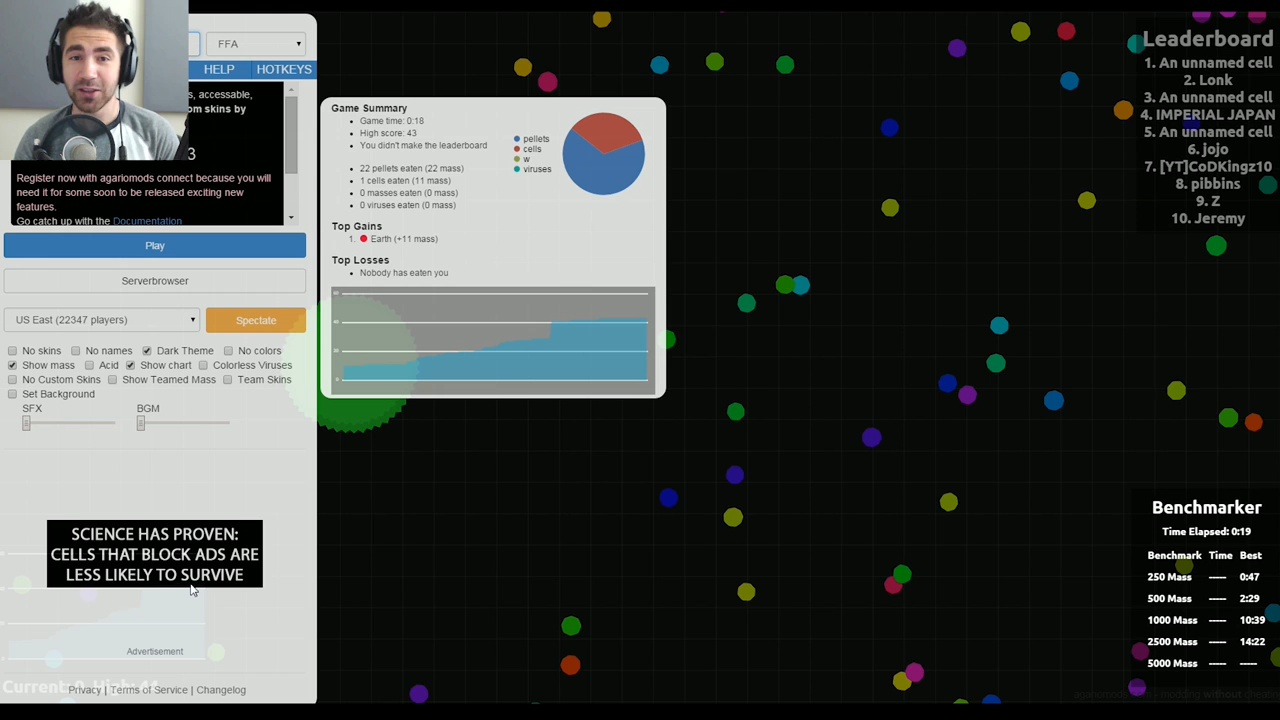 FFA
HELP
HOTKEYS
s, accessable,
om skins by
3
Register now with agariomods connect because you will
need it for some soon to be released exciting new
features.
Go catch up with the Documentation
Play
Serverbrowser
US East (22347 players)
Spectate
No skins No names Dark Theme No colors
Show mass Acid Show chart Colorless Viruses
No Custom Skins Show Teamed Mass Team Skins
Set Background
SFX BGM
SCIENCE HAS PROVEN:
CELLS THAT BLOCK ADS ARE
LESS LIKELY TO SURVIVE
Advertisement
Privacy | Terms of Service | Changelog
Game Summary
Game time: 0:18
High score: 43
You didn't make the leaderboard
22 pellets eaten (22 mass)
1 cells eaten (11 mass)
0 masses eaten (0 mass)
0 viruses eaten (0 mass)
pellets
cells
w
viruses
Top Gains
1. Earth (+11 mass)
Top Losses
Nobody has eaten you
Leaderboard
1. An unnamed cell
2. Lonk
3. An unnamed cell
4. IMPERIAL JAPAN
5. An unnamed cell
6. jojo
7. [YT]CoDKingz10
8. pibbins
9. Z
10. Jeremy
Benchmarker
Time Elapsed: 0:19
Benchmark Time Best
250 Mass ----- 0:47
500 Mass ----- 2:29
1000 Mass ----- 10:39
2500 Mass ----- 14:22
5000 Mass ----- -----